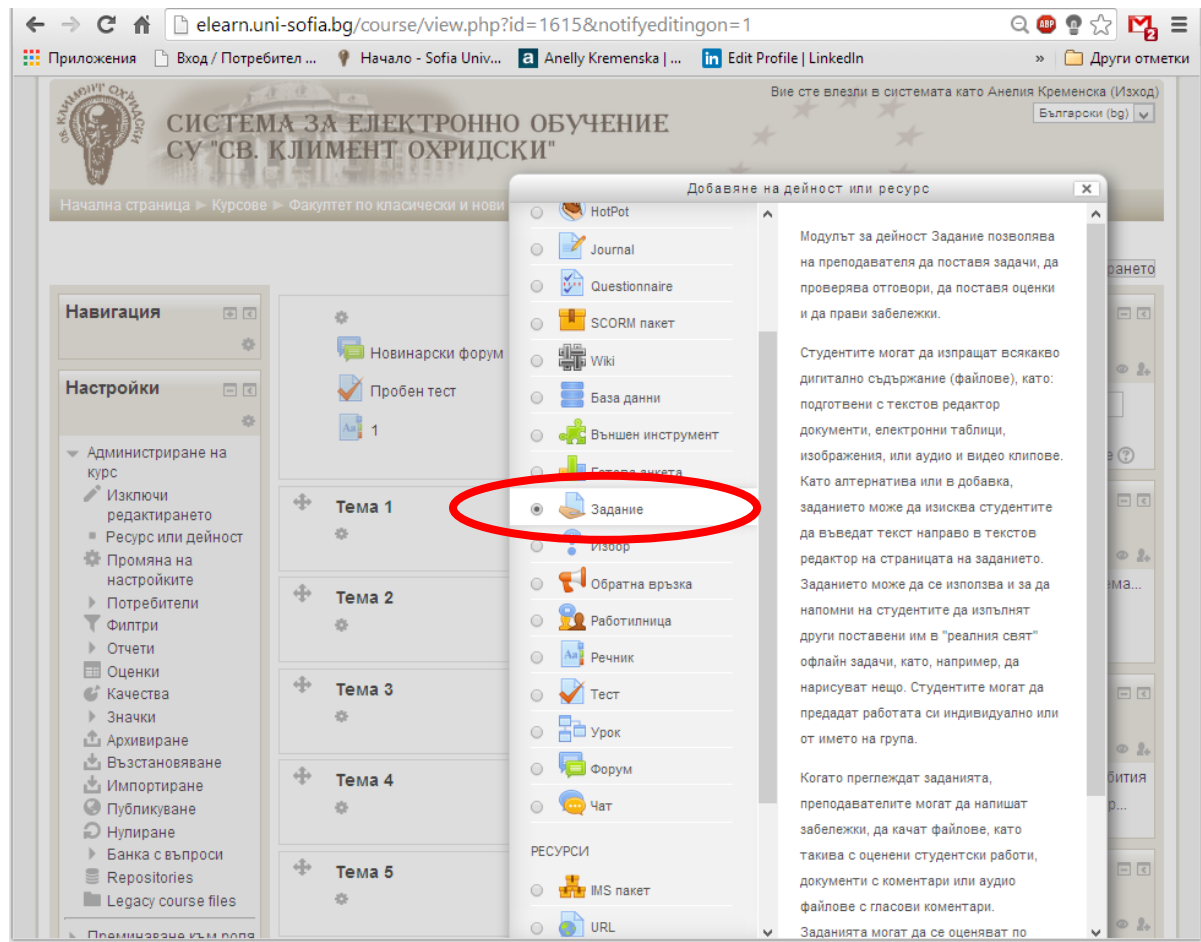 elearn.uni-sofia.bg/course/view.php?id=1615&notifyeditingon=1
Приложения
Вход / Потребител ...
Начало - Sofia Univ...
Anelly Kremenska | ...
Edit Profile | LinkedIn
»
Други отметки
СВ. КЛИМЕНТ ОХРИДСКИ
СИСТЕМА ЗА ЕЛЕКТРОННО ОБУЧЕНИЕ
СУ "СВ. КЛИМЕНТ ОХРИДСКИ"
Вие сте влезли в системата като Анелия Кременска (Изход)
Български (bg)
Начална страница ► Курсове ► Факултет по класически и нови
Навигация
Настройки
Администриране на
курс
Изключи
редактирането
Ресурс или дейност
Промяна на
настройките
Потребители
Филтри
Отчети
Оценки
Качества
Значки
Архивиране
Възстановяване
Импортиране
Публикуване
Нулиране
Банка с въпроси
Repositories
Legacy course files
Преминаване към роля
Новинарски форум
Пробен тест
1
Тема 1
Тема 2
Тема 3
Тема 4
Тема 5
Добавяне на дейност или ресурс
HotPot
Journal
Questionnaire
SCORM пакет
Wiki
База данни
Външен инструмент
Готова анкета
Задание
Избор
Обратна връзка
Работилница
Речник
Тест
Урок
Форум
Чат
РЕСУРСИ
IMS пакет
URL
Модулът за дейност Задание позволява
на преподавателя да поставя задачи, да
проверява отговори, да поставя оценки
и да прави забележки.
Студентите могат да изпращат всякакво
дигитално съдържание (файлове), като:
подготвени с текстов редактор
документи, електронни таблици,
изображения, или аудио и видео клипове.
Като алтернатива или в добавка,
заданието може да изисква студентите
да въведат текст направо в текстов
редактор на страницата на заданието.
Заданието може да се използва и за да
напомни на студентите да изпълнят
други поставени им в "реалния свят"
офлайн задачи, като, например, да
нарисуват нещо. Студентите могат да
предадат работата си индивидуално или
от името на група.
Когато преглеждат заданията,
преподавателите могат да напишат
забележки, да качат файлове, като
такива с оценени студентски работи,
документи с коментари или аудио
файлове с гласови коментари.
Заданията могат да се оценяват по
рането
ема...
бития
р...